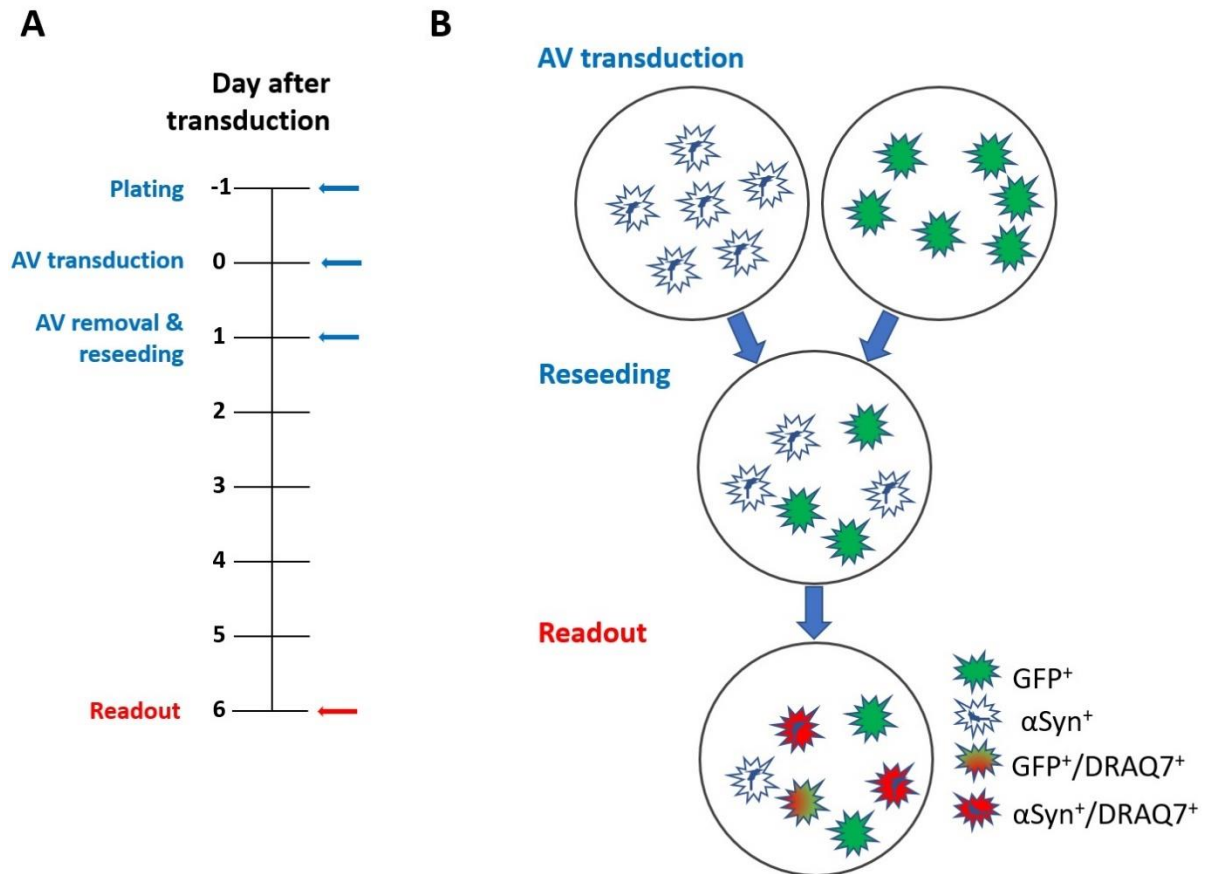 A
Day after
transduction
Plating
-1
AV transduction
0
AV removal &
reseeding
1
2
3
4
5
Readout
6
B
AV transduction
Reseeding
Readout
GFP⁺
αSyn⁺
GFP⁺/DRAQ7⁺
αSyn⁺/DRAQ7⁺